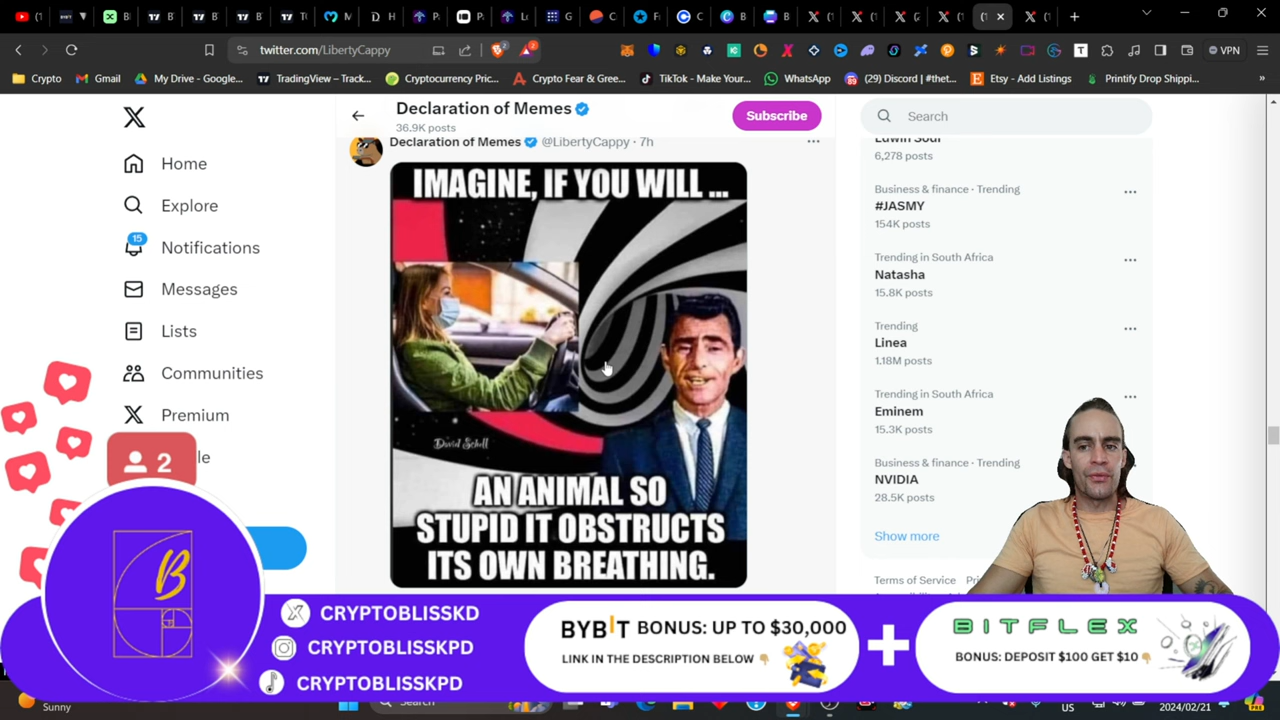 twitter.com/LibertyCappy
VPN
Crypto
Gmail
My Drive - Google...
TradingView – Track...
Cryptocurrency Pric...
Crypto Fear & Gree...
TikTok - Make Your...
WhatsApp
(29) Discord | #thet...
Etsy - Add Listings
Printify Drop Shippi...
Declaration of Memes
36.9K posts
Subscribe
Search
Declaration of Memes @LibertyCappy · 7h
IMAGINE, IF YOU WILL ...
David Schell
AN ANIMAL SO
STUPID IT OBSTRUCTS
ITS OWN BREATHING.
Home
Explore
15
Notifications
Messages
Lists
Communities
Premium
2
le
Edwin Soul
6,278 posts
Business & finance · Trending
#JASMY
154K posts
Trending in South Africa
Natasha
15.8K posts
Trending
Linea
1.18M posts
Trending in South Africa
Eminem
15.3K posts
Business & finance · Trending
NVIDIA
28.5K posts
Show more
Terms of Service
B
CRYPTOBLISSKD
CRYPTOBLISSKPD
CRYPTOBLISSKPD
BYBIT BONUS: UP TO $30,000
LINK IN THE DESCRIPTION BELOW
BITFLEX
BONUS: DEPOSIT $100 GET $10
Sunny
Search
US
2024/02/21